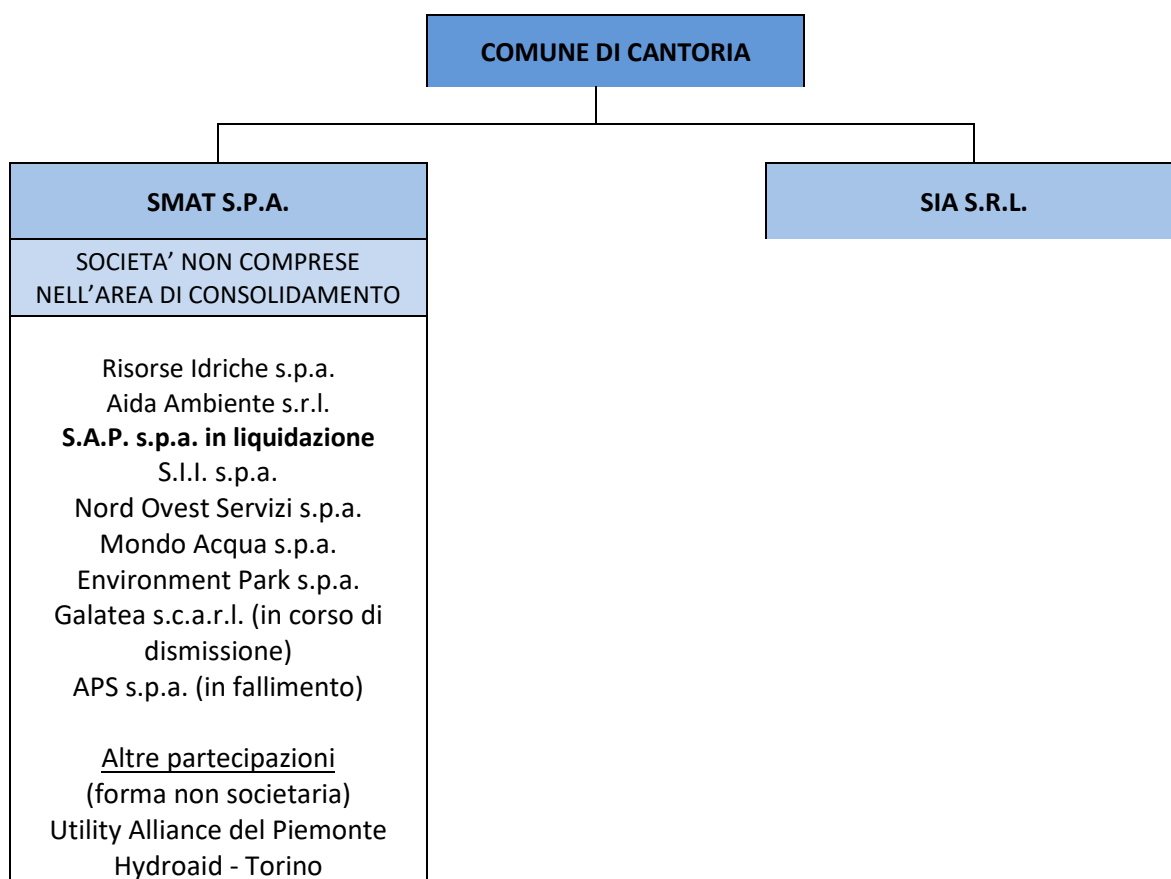 COMUNE DI CANTORIA
SMAT S.P.A.
SIA S.R.L.
SOCIETA’ NON COMPRESE
NELL’AREA DI CONSOLIDAMENTO
Risorse Idriche s.p.a.
Aida Ambiente s.r.l.
S.A.P. s.p.a. in liquidazione
S.I.I. s.p.a.
Nord Ovest Servizi s.p.a.
Mondo Acqua s.p.a.
Environment Park s.p.a.
Galatea s.c.a.r.l. (in corso di
dismissione)
APS s.p.a. (in fallimento)
Altre partecipazioni
(forma non societaria)
Utility Alliance del Piemonte
Hydroaid - Torino